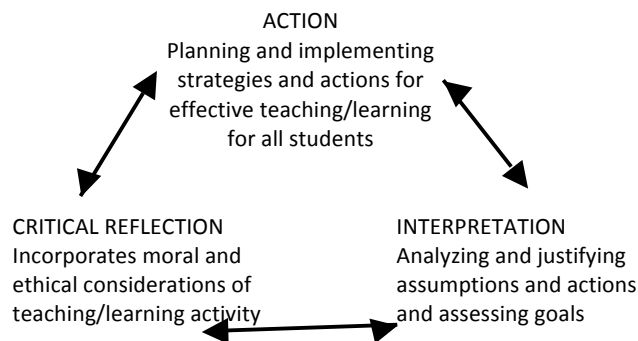 ACTION
Planning and implementing
strategies and actions for
effective teaching/learning
for all students
CRITICAL REFLECTION
Incorporates moral and
ethical considerations of
teaching/learning activity
INTERPRETATION
Analyzing and justifying
assumptions and actions
and assessing goals